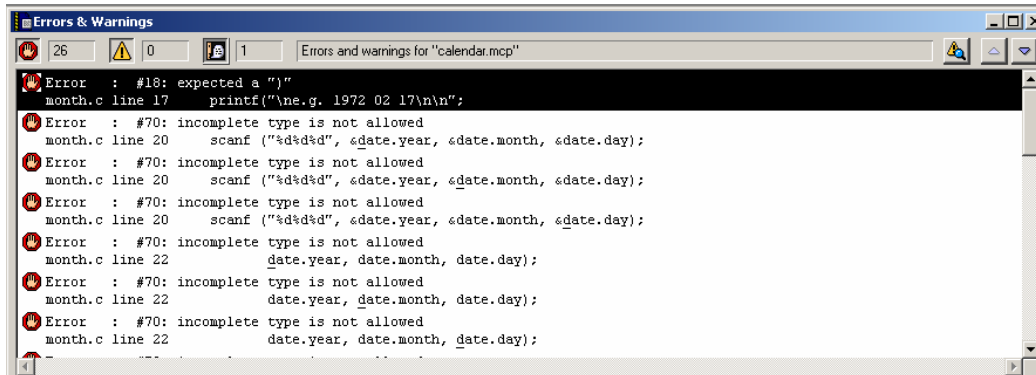 Errors & Warnings
26 0 1 Errors and warnings for "calendar.mcp"
Error : #18: expected a ")"
month.c line 17 printf("\ne.g. 1972 02 17\n\n";
Error : #70: incomplete type is not allowed
month.c line 20 scanf ("%d%d%d", &date.year, &date.month, &date.day);
Error : #70: incomplete type is not allowed
month.c line 20 scanf ("%d%d%d", &date.year, &date.month, &date.day);
Error : #70: incomplete type is not allowed
month.c line 20 scanf ("%d%d%d", &date.year, &date.month, &date.day);
Error : #70: incomplete type is not allowed
month.c line 22 date.year, date.month, date.day);
Error : #70: incomplete type is not allowed
month.c line 22 date.year, date.month, date.day);
Error : #70: incomplete type is not allowed
month.c line 22 date.year, date.month, date.day);